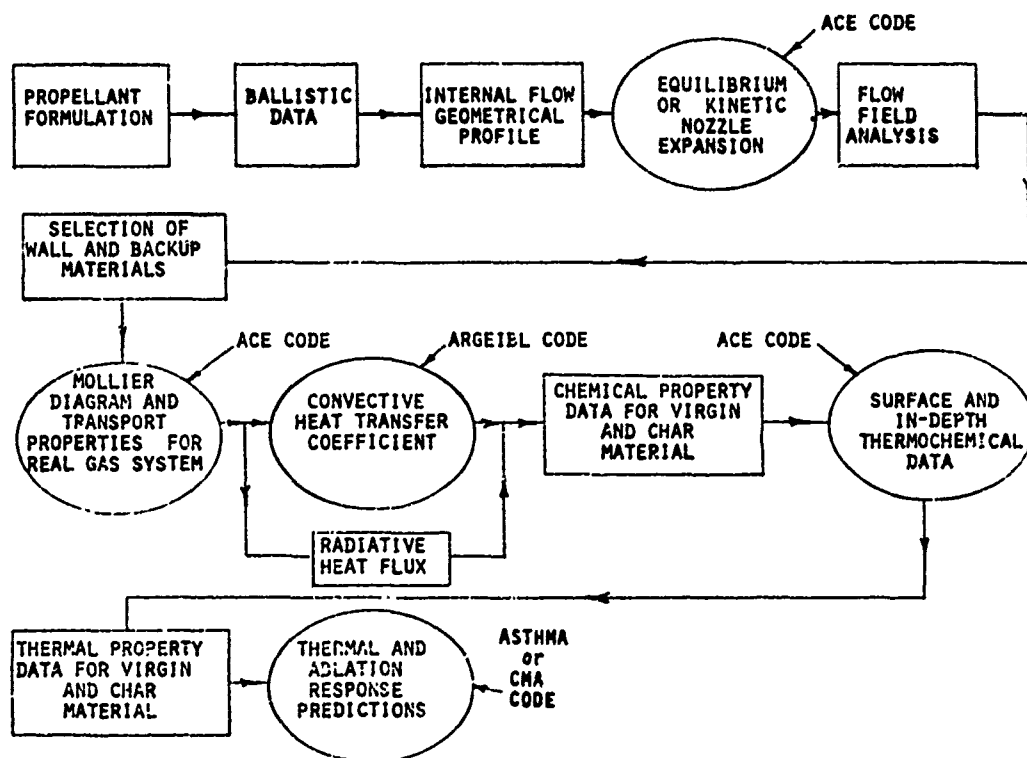 ACE CODE
PROPELLANT
FORMULATION
BALLISTIC
DATA
INTERNAL FLOW
GEOMETRICAL
PROFILE
EQUILIBRIUM
OR KINETIC
NOZZLE
EXPANSION
FLOW
FIELD
ANALYSIS
SELECTION OF
WALL AND BACKUP
MATERIALS
ACE CODE
MOLLIER
DIAGRAM AND
TRANSPORT
PROPERTIES FOR
REAL GAS SYSTEM
ARGEIBL CODE
CONVECTIVE
HEAT TRANSFER
COEFFICIENT
RADIATIVE
HEAT FLUX
CHEMICAL PROPERTY
DATA FOR VIRGIN
AND CHAR
MATERIAL
ACE CODE
SURFACE AND
IN-DEPTH
THERMOCHEMICAL
DATA
THERMAL PROPERTY
DATA FOR VIRGIN
AND CHAR
MATERIAL
THERMAL AND
ABLATION
RESPONSE
PREDICTIONS
ASTHMA
or
CMA
CODE